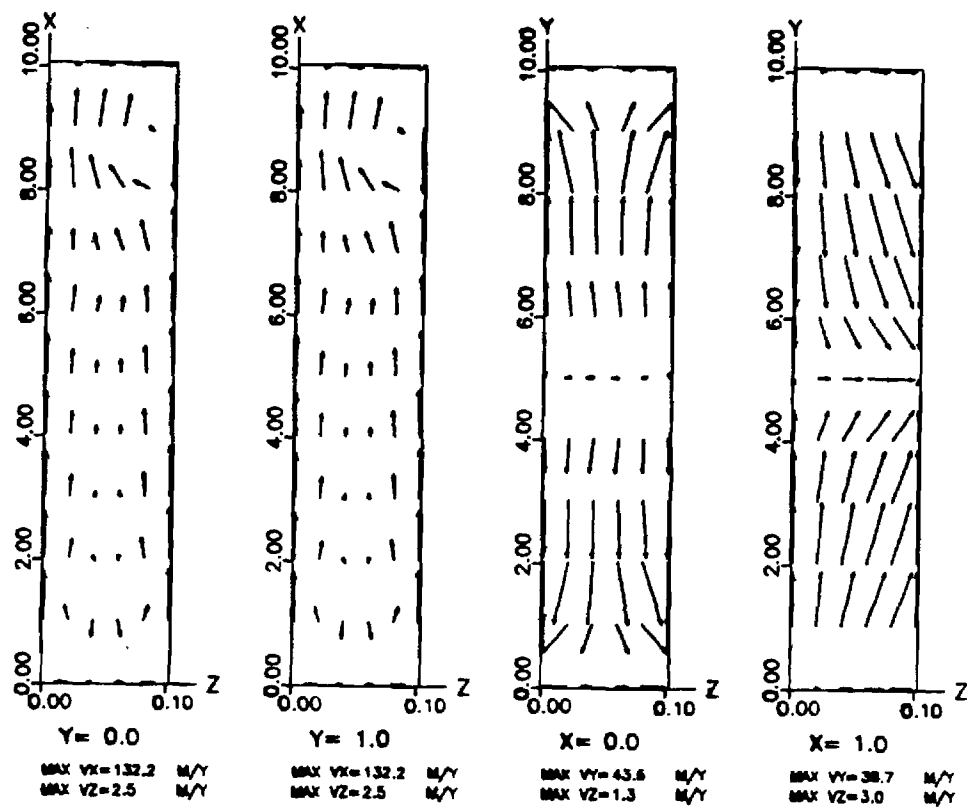 X
10.00
8.00
6.00
4.00
2.00
0.00
0.00
0.10
Z
Y= 0.0
MAX VX=132.2 M/Y
MAX VZ=2.5 M/Y
X
10.00
8.00
6.00
4.00
2.00
0.00
0.00
0.10
Z
Y= 1.0
MAX VX=132.2 M/Y
MAX VZ=2.5 M/Y
Y
10.00
8.00
6.00
4.00
2.00
0.00
0.00
0.10
Z
X= 0.0
MAX VY=43.6 M/Y
MAX VZ=1.3 M/Y
Y
10.00
8.00
6.00
4.00
2.00
0.00
0.00
0.10
Z
X= 1.0
MAX VY=38.7 M/Y
MAX VZ=3.0 M/Y